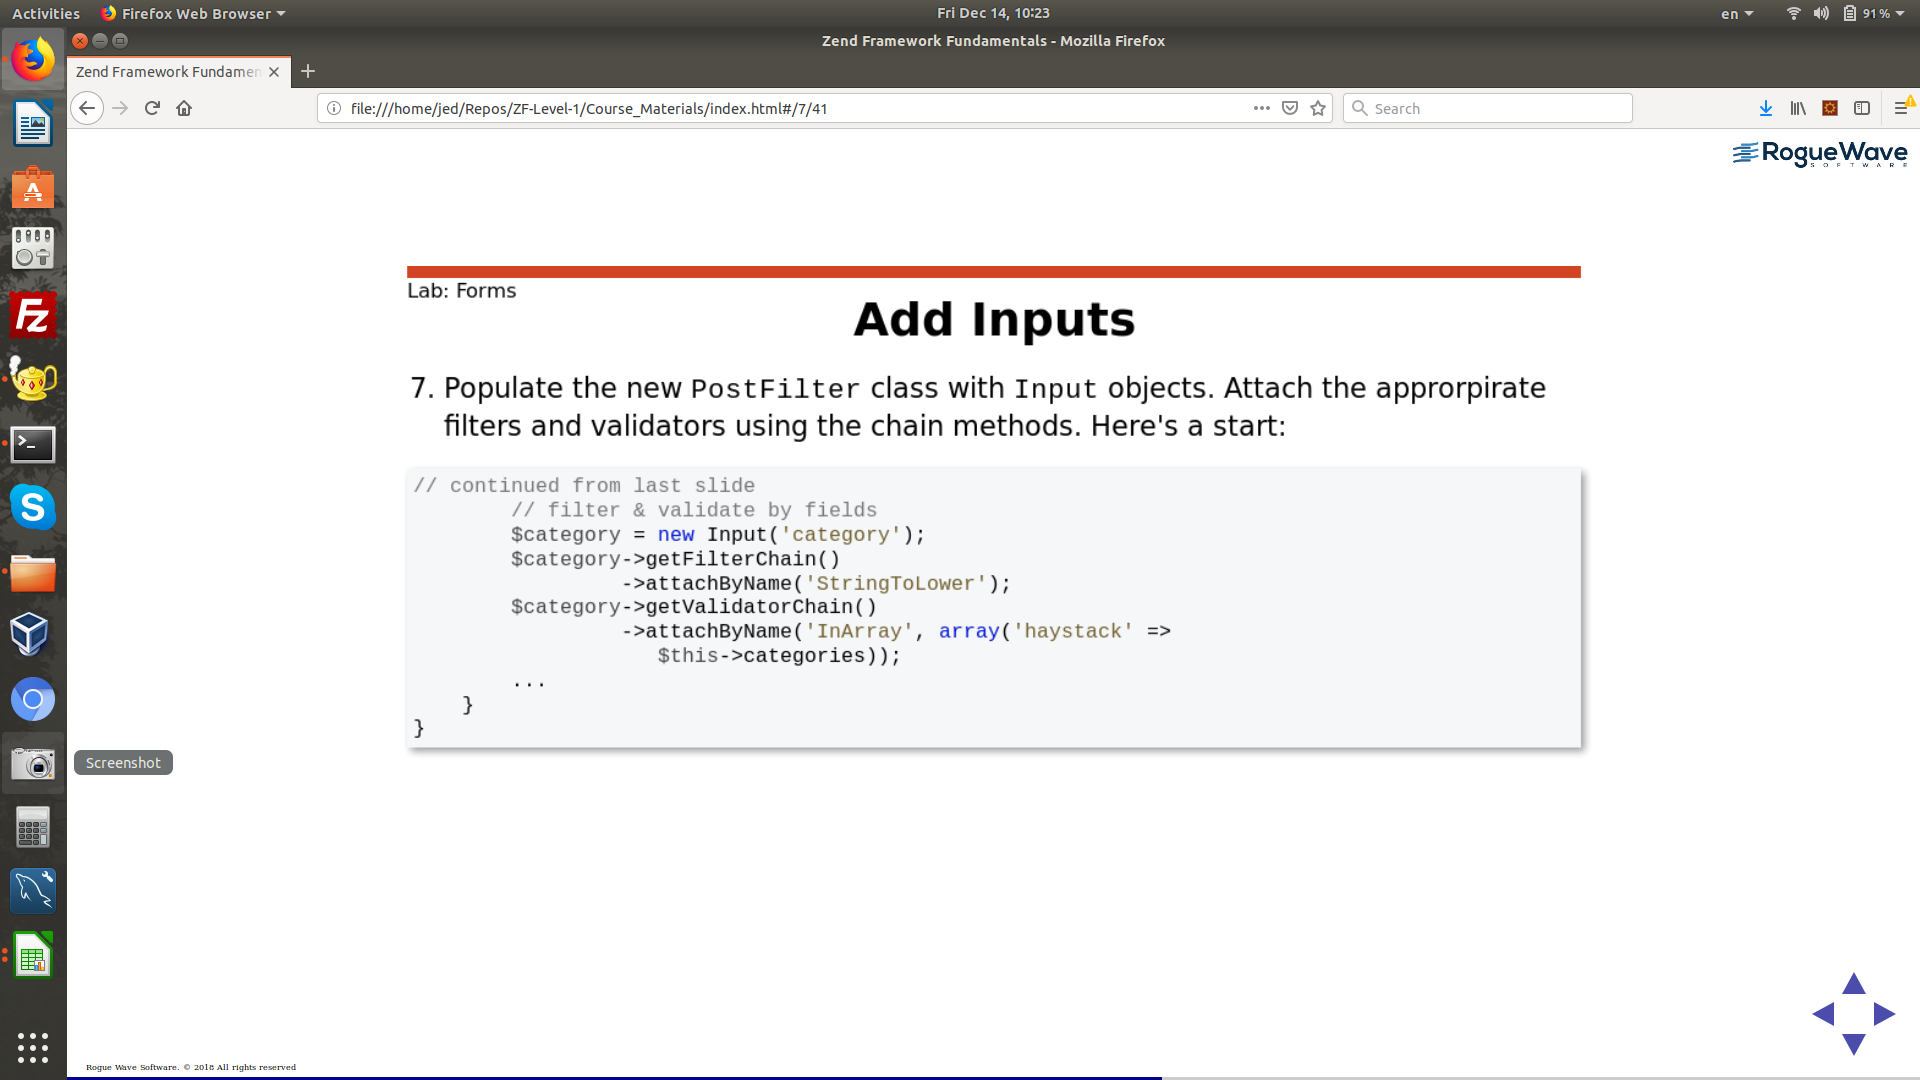 Activities
Firefox Web Browser
Fri Dec 14, 10:23
en
91 %
Zend Framework Fundamentals - Mozilla Firefox
Zend Framework Fundamen
file:///home/jed/Repos/ZF-Level-1/Course_Materials/index.html#/7/41
Search
RogueWave
SOFTWARE
Lab: Forms
Add Inputs
7. Populate the new PostFilter class with Input objects. Attach the approrpirate
filters and validators using the chain methods. Here's a start:
// continued from last slide
// filter & validate by fields
$category = new Input('category');
$category->getFilterChain()
->attachByName('StringToLower');
$category->getValidatorChain()
->attachByName('InArray', array('haystack' =>
$this->categories));
...
}
}
Screenshot
Rogue Wave Software. © 2018 All rights reserved